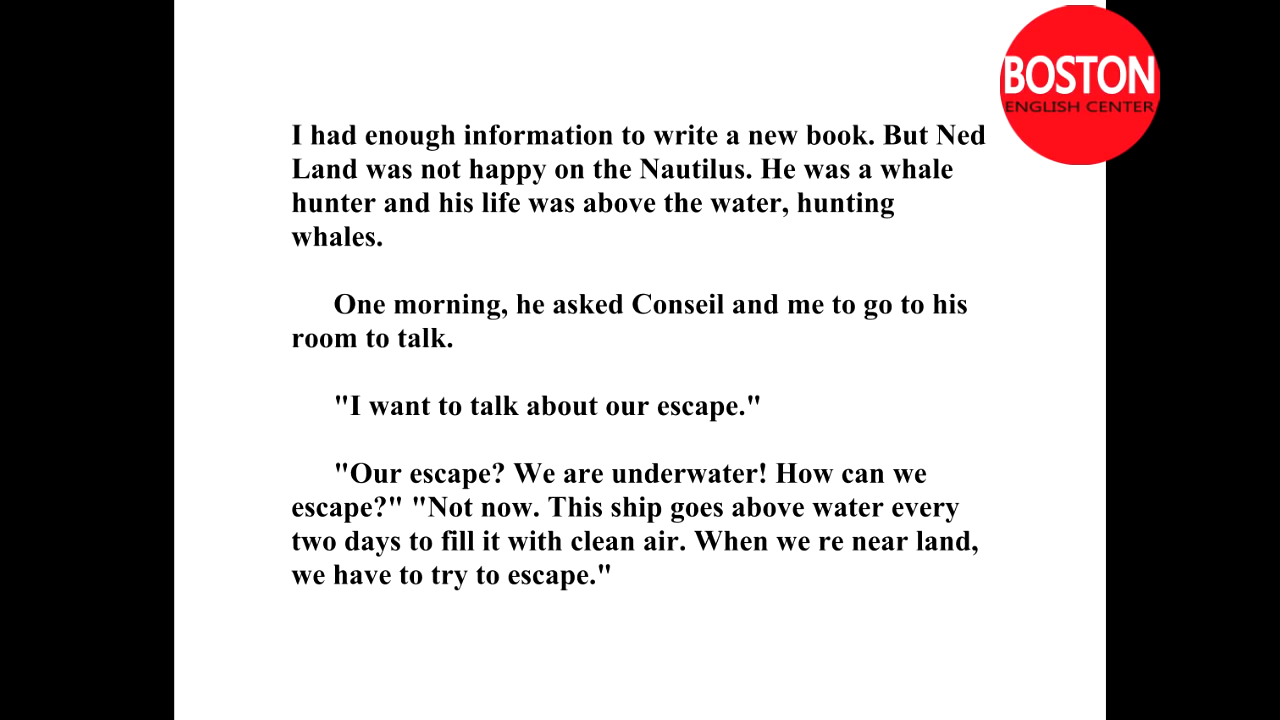 BOSTON
ENGLISH CENTER
I had enough information to write a new book. But Ned
Land was not happy on the Nautilus. He was a whale
hunter and his life was above the water, hunting
whales.
One morning, he asked Conseil and me to go to his
room to talk.
"I want to talk about our escape."
"Our escape? We are underwater! How can we
escape?" "Not now. This ship goes above water every
two days to fill it with clean air. When we re near land,
we have to try to escape."